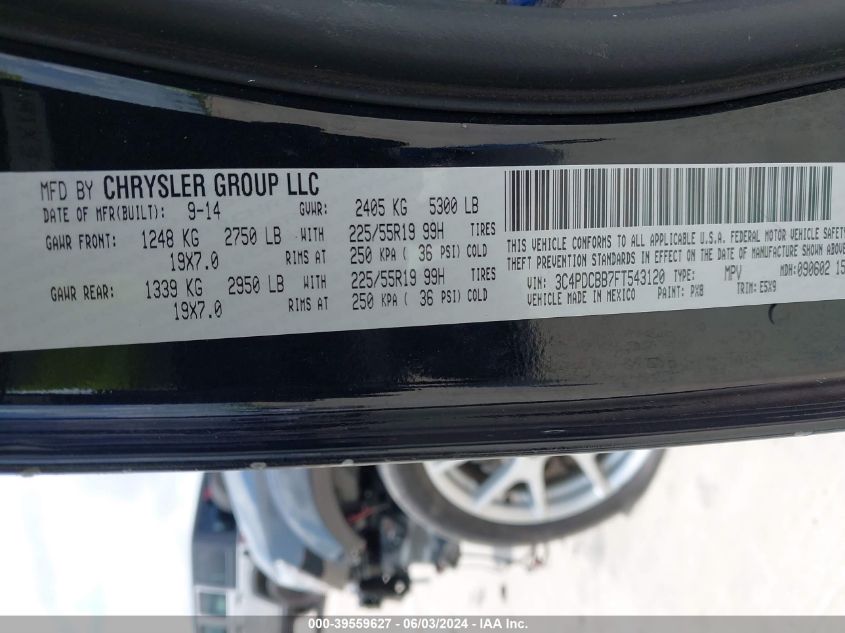 MFD BY CHRYSLER GROUP LLC
DATE OF MFR(BUILT): 9-14 GVWR: 2405 KG 5300 LB
GAWR FRONT: 1248 KG 2750 LB WITH 225/55R19 99H TIRES
19X7.0 RIMS AT 250 KPA ( 36 PSI) COLD
GAWR REAR: 1339 KG 2950 LB WITH 225/55R19 99H TIRES
19X7.0 RIMS AT 250 KPA ( 36 PSI) COLD
THIS VEHICLE CONFORMS TO ALL APPLICABLE U.S.A. FEDERAL MOTOR VEHICLE SAFETY
THEFT PREVENTION STANDARDS IN EFFECT ON THE DATE OF MANUFACTURE SHOWN ABO
VIN: 3C4PDCBB7FT543120 TYPE: MPV MDH: 090602 15
VEHICLE MADE IN MEXICO PAINT: PX8 TRIM: E5X9
000-39559627 - 06/03/2024 - IAA Inc.